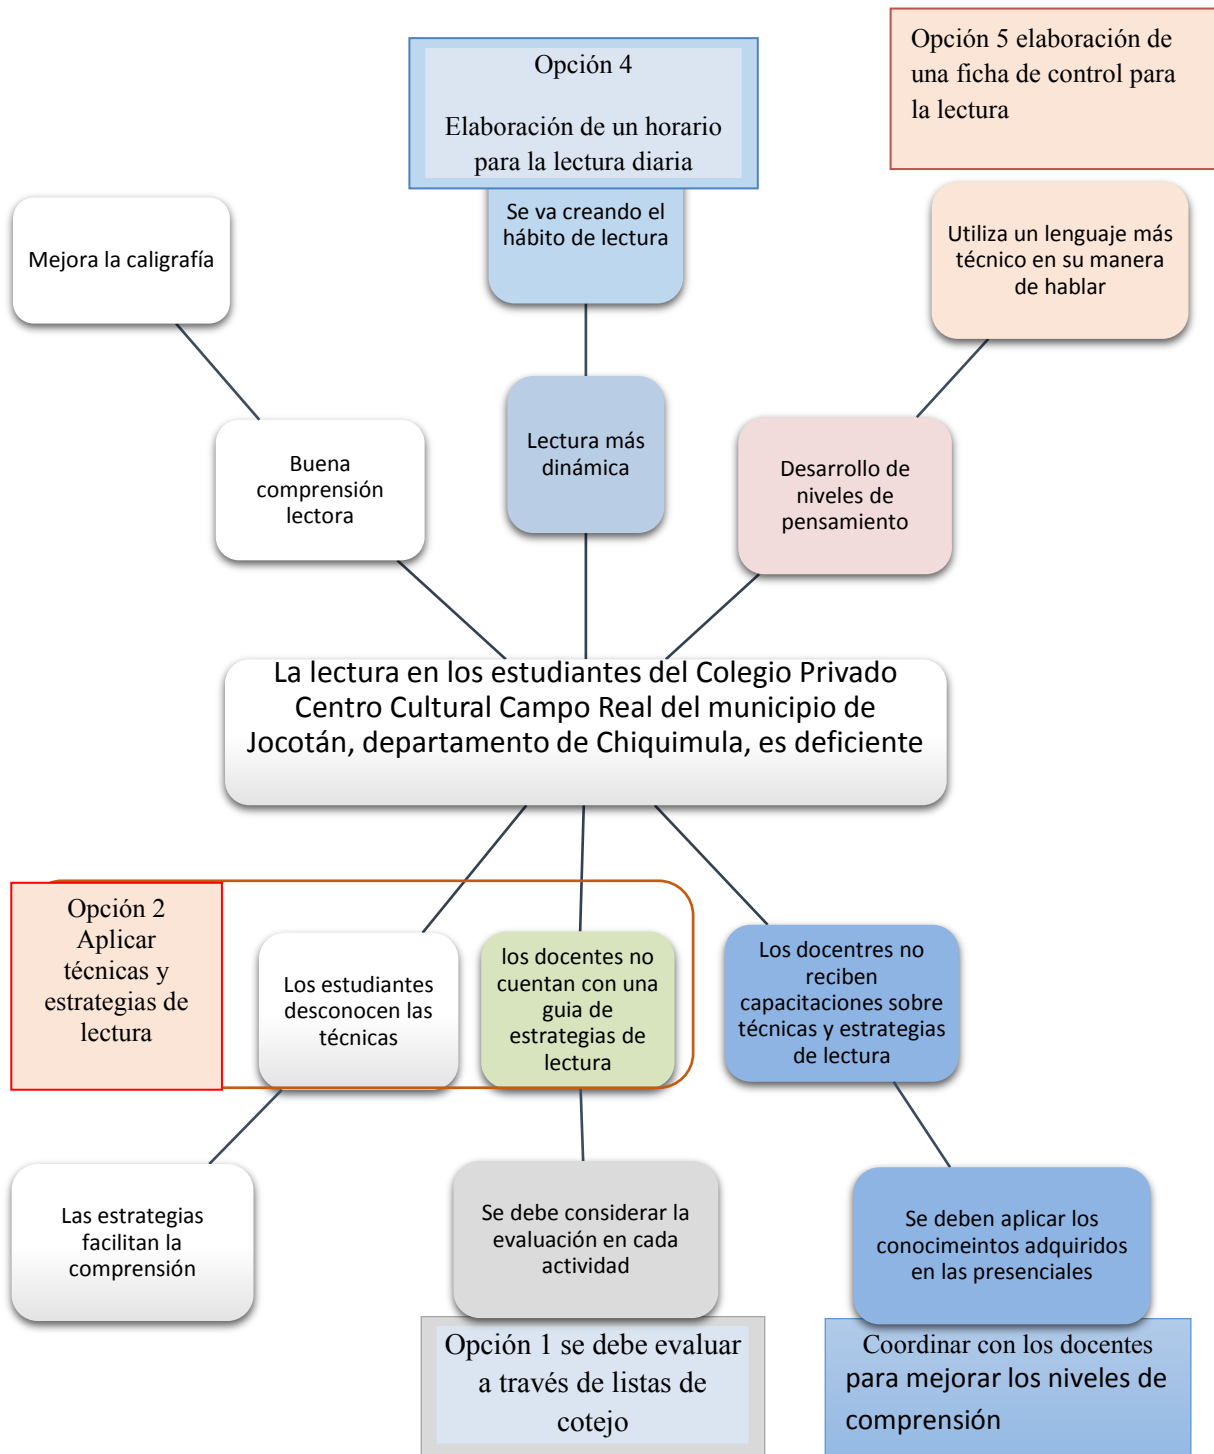 Opción 4
Elaboración de un horario
para la lectura diaria
Opción 5 elaboración de
una ficha de control para
la lectura
Mejora la caligrafía
Se va creando el
hábito de lectura
Utiliza un lenguaje más
técnico en su manera
de hablar
Buena
comprensión
lectora
Lectura más
dinámica
Desarrollo de
niveles de
pensamiento
La lectura en los estudiantes del Colegio Privado
Centro Cultural Campo Real del municipio de
Jocotán, departamento de Chiquimula, es deficiente
Opción 2
Aplicar
técnicas y
estrategias de
lectura
Los estudiantes
desconocen las
técnicas
los docentes no
cuentan con una
guia de
estrategias de
lectura
Los docentres no
reciben
capacitaciones sobre
técnicas y estrategias
de lectura
Las estrategias
facilitan la
comprensión
Se debe considerar la
evaluación en cada
actividad
Se deben aplicar los
conocimeintos adquiridos
en las presenciales
Opción 1 se debe evaluar
a través de listas de
cotejo
Coordinar con los docentes
para mejorar los niveles de
comprensión